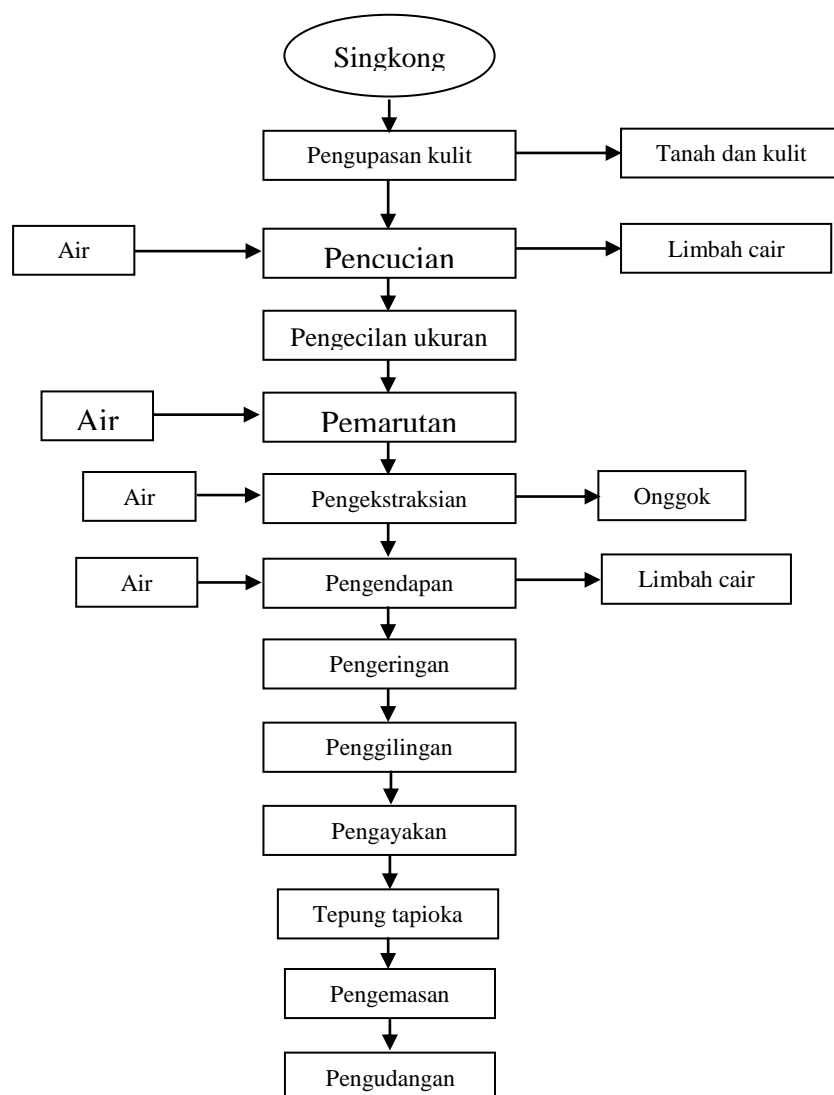 Singkong
Pengupasan kulit
Tanah dan kulit
Air
Pencucian
Limbah cair
Pengecilan ukuran
Air
Pemarutan
Air
Pengekstraksian
Onggok
Air
Pengendapan
Limbah cair
Pengeringan
Penggilingan
Pengayakan
Tepung tapioka
Pengemasan
Pengudangan